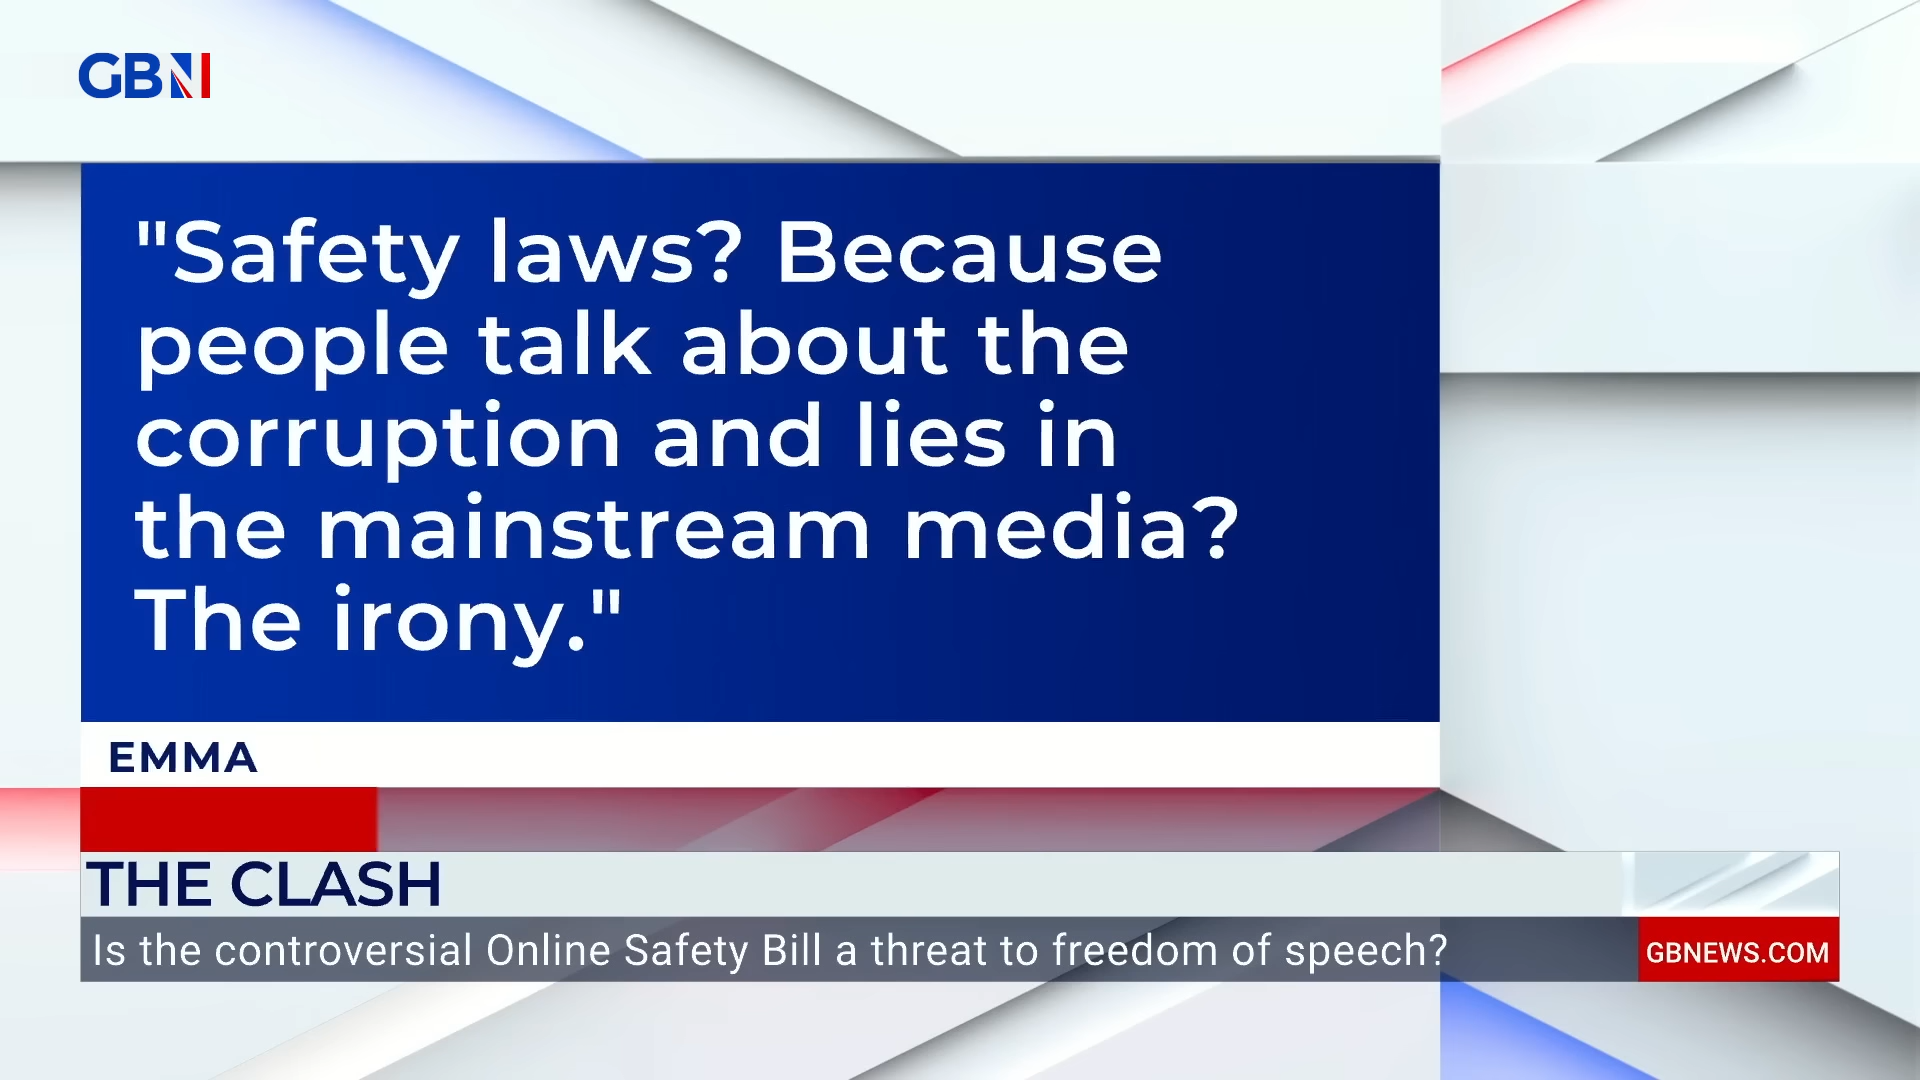 GBN
"Safety laws? Because
people talk about the
corruption and lies in
the mainstream media?
The irony."
EMMA
THE CLASH
Is the controversial Online Safety Bill a threat to freedom of speech?
GBNEWS.COM